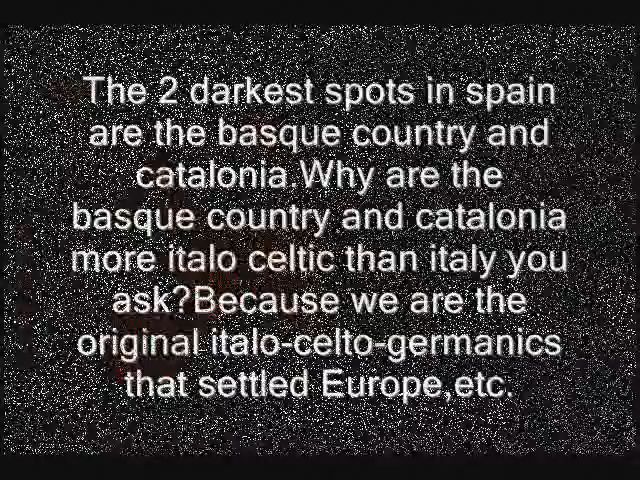 The 2 darkest spots in spain
are the basque country and
catalonia.Why are the
basque country and catalonia
more italo celtic than italy you
ask?Because we are the
original italo-celto-germanics
that settled Europe,etc.